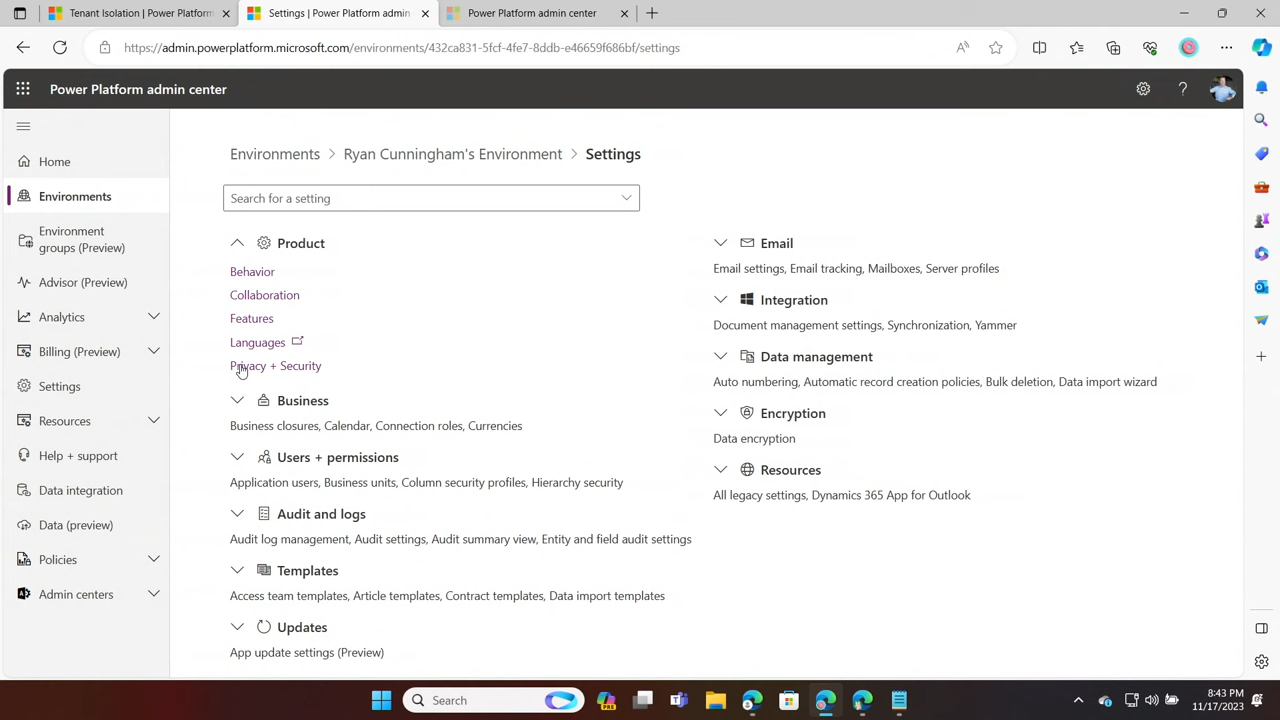 Tenant Isolation | Power Platform
Settings | Power Platform admin
Power Platform admin center
https://admin.powerplatform.microsoft.com/environments/432ca831-5fcf-4fe7-8ddb-e46659f686bf/settings
Power Platform admin center
Home
Environments
Environment
groups (Preview)
Advisor (Preview)
Analytics
Billing (Preview)
Settings
Resources
Help + support
Data integration
Data (preview)
Policies
Admin centers
Environments > Ryan Cunningham's Environment > Settings
Search for a setting
Product
Behavior
Collaboration
Features
Languages
Privacy + Security
Business
Business closures, Calendar, Connection roles, Currencies
Users + permissions
Application users, Business units, Column security profiles, Hierarchy security
Audit and logs
Audit log management, Audit settings, Audit summary view, Entity and field audit settings
Templates
Access team templates, Article templates, Contract templates, Data import templates
Updates
App update settings (Preview)
Email
Email settings, Email tracking, Mailboxes, Server profiles
Integration
Document management settings, Synchronization, Yammer
Data management
Auto numbering, Automatic record creation policies, Bulk deletion, Data import wizard
Encryption
Data encryption
Resources
All legacy settings, Dynamics 365 App for Outlook
Search
PRE
8:43 PM
11/17/2023